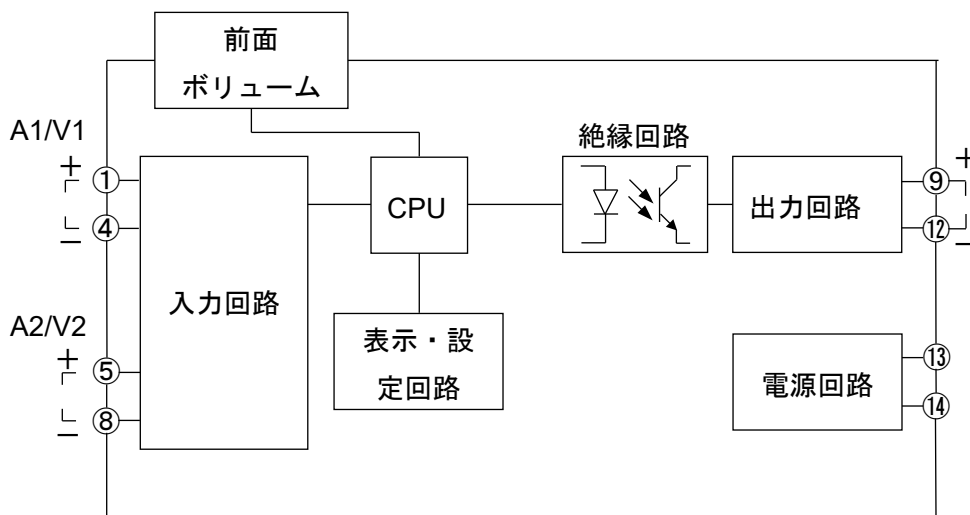 前面
ボリューム
A1/V1
絶縁回路
+
①
④
−
CPU
出力回路
+
⑨
⑫
−
入力回路
A2/V2
+
⑤
⑧
−
表示・設
定回路
電源回路
⑬
⑭